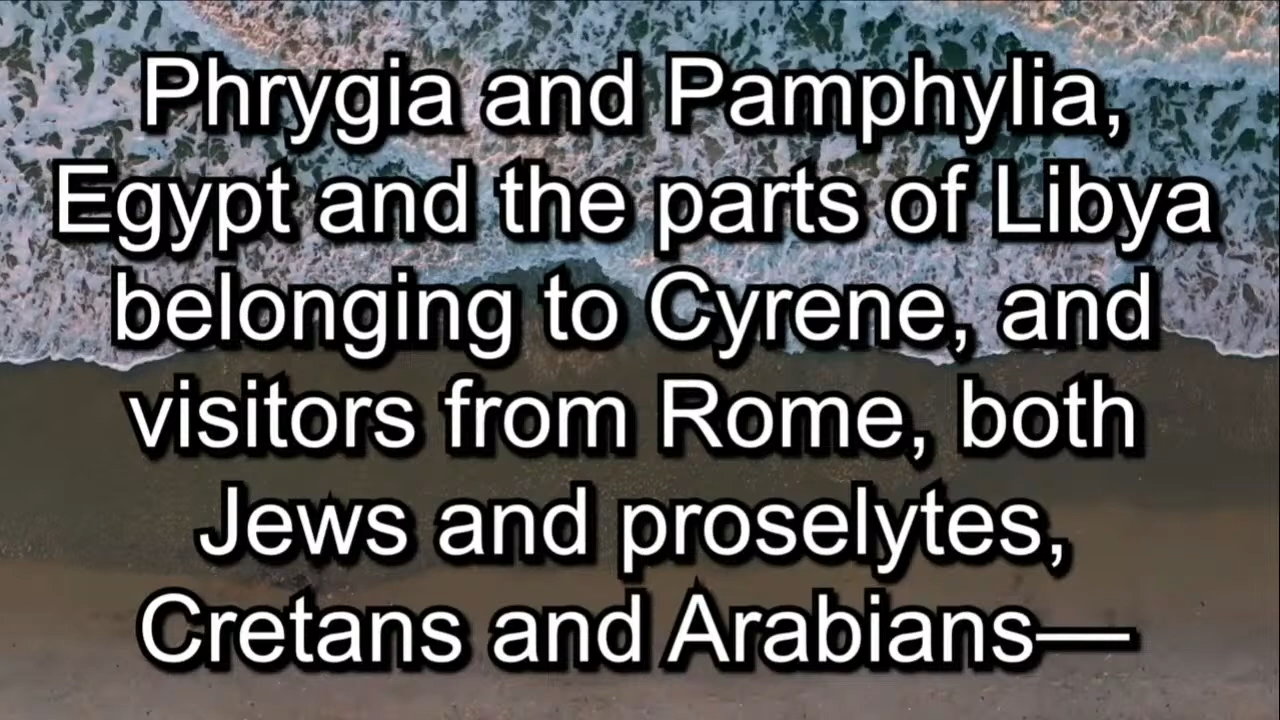 Phrygia and Pamphylia,
Egypt and the parts of Libya
belonging to Cyrene, and
visitors from Rome, both
Jews and proselytes,
Cretans and Arabians—